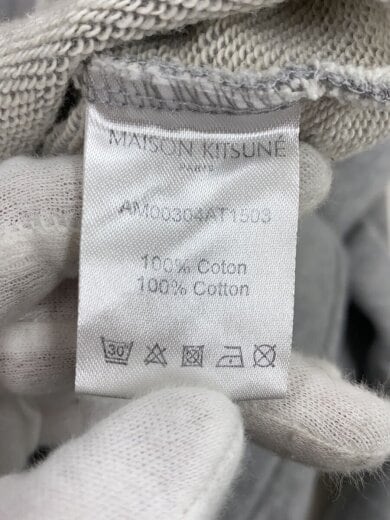 MAISON KITSUNÉ
PARIS
AM00304AT1503
100% Coton
100% Cotton
30°